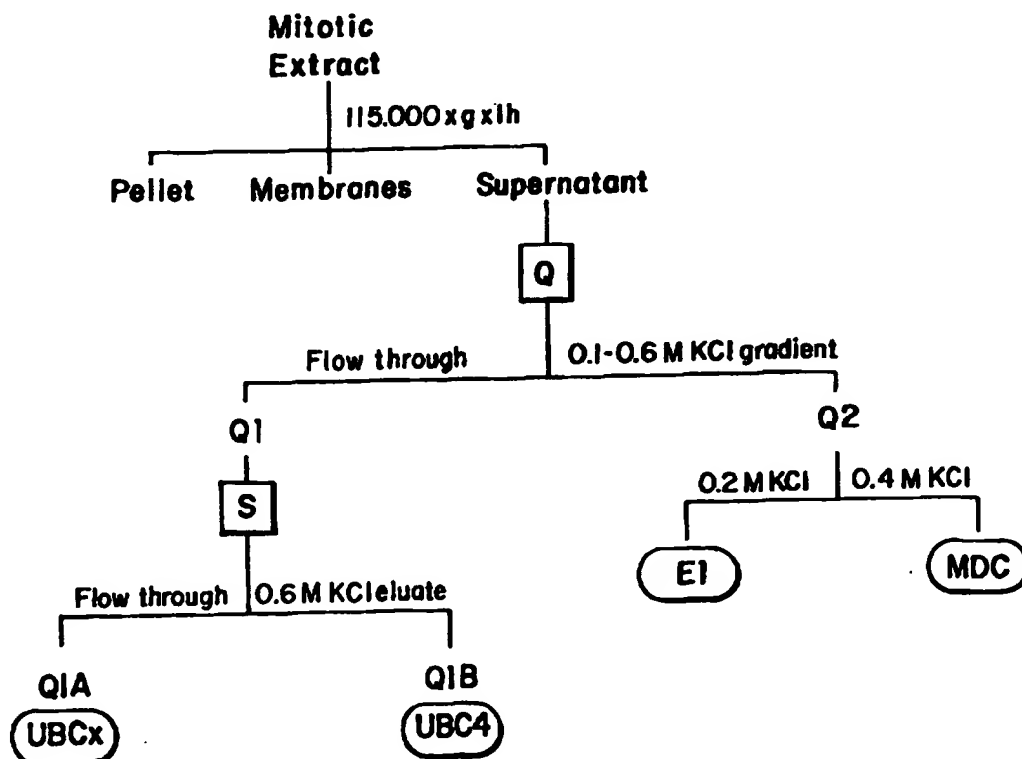 Mitotic
Extract
115.000xgx1h
Pellet Membranes Supernatant
Q
Flow through 0.1-0.6 M KCl gradient
Q1 Q2
0.2 M KCl 0.4 M KCl
S
E1 MDC
Flow through 0.6 M KCl eluate
Q1A Q1B
UBCx UBC4